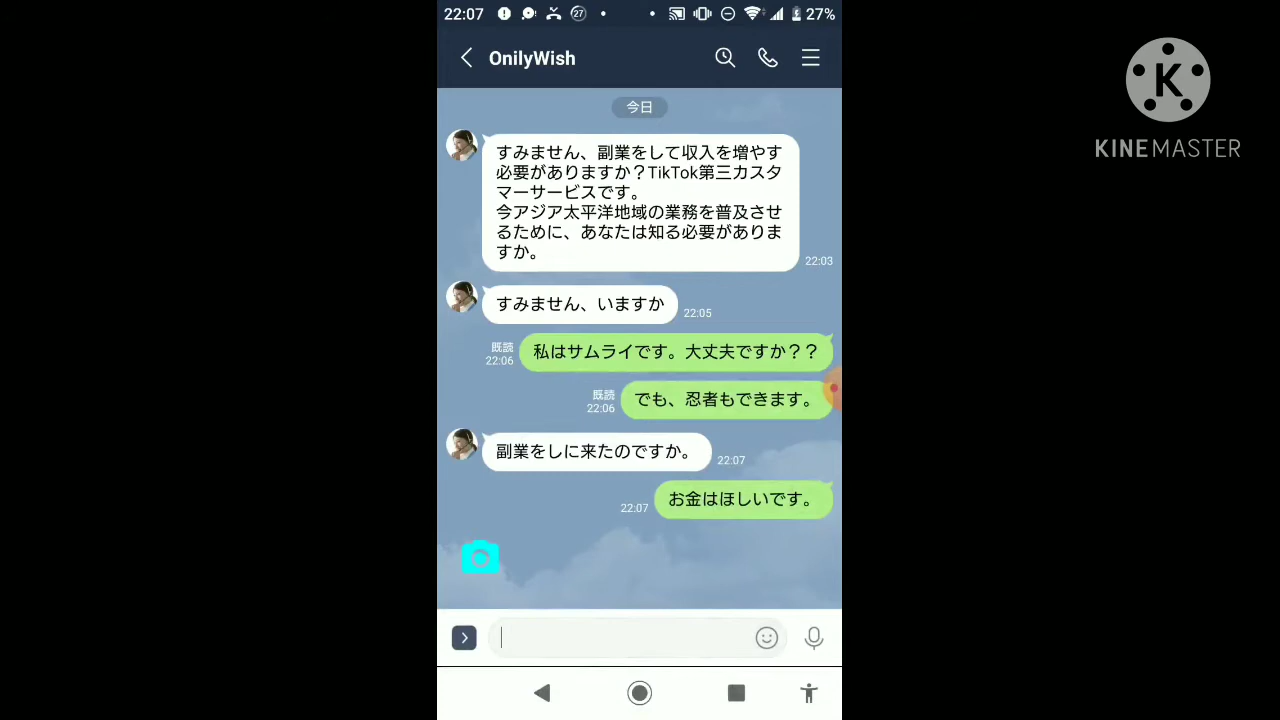 22:07
27
27%
OnilyWish
今日
すみません、副業をして収入を増やす
必要がありますか？TikTok第三カスタ
マーサービスです。
今アジア太平洋地域の業務を普及させ
るために、あなたは知る必要がありま
すか。
22:03
すみません、いますか
22:05
既読
22:06
私はサムライです。大丈夫ですか？？
既読
22:06
でも、忍者もできます。
副業をしに来たのですか。
22:07
22:07
お金はほしいです。
K
KINEMASTER